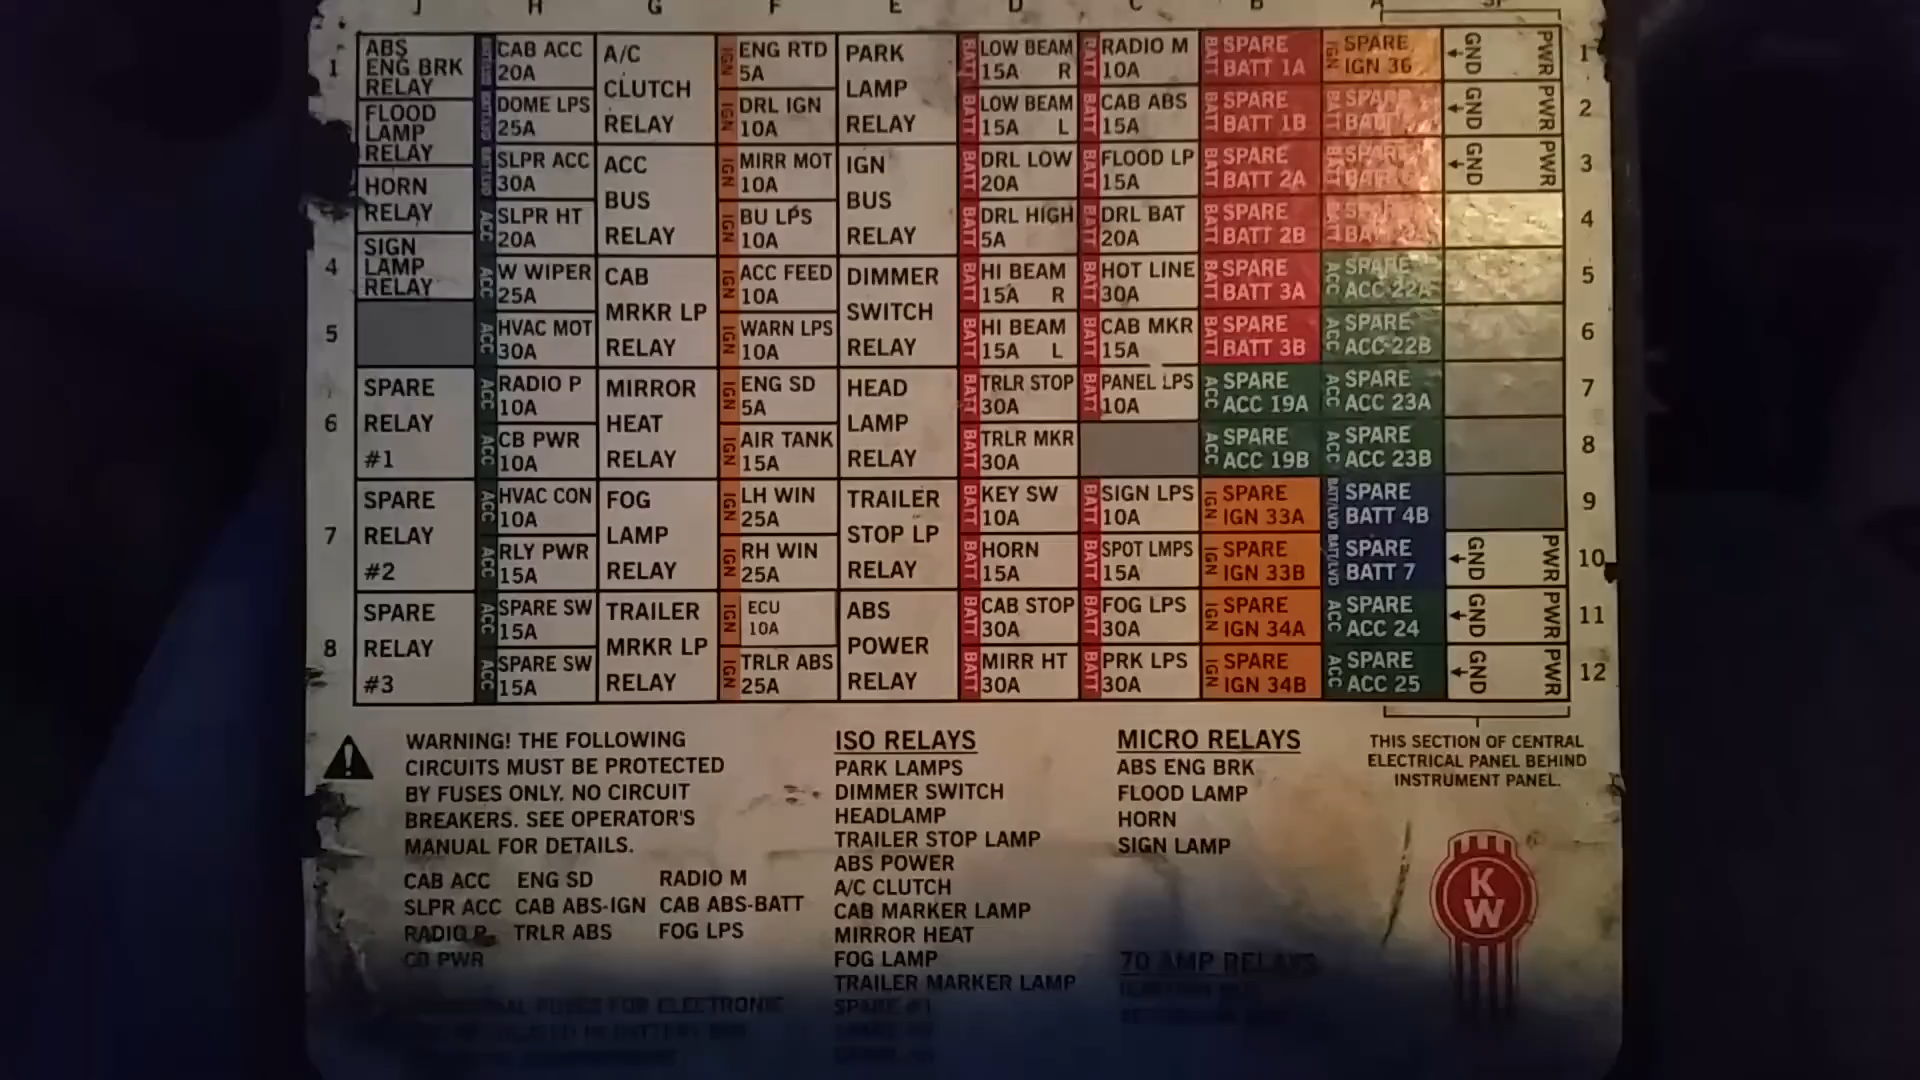 J H G F E D C B A
1 ABS ENG BRK RELAY
FLOOD LAMP RELAY
HORN RELAY
4 SIGN LAMP RELAY
5
6 SPARE RELAY #1
7 SPARE RELAY #2
8 SPARE RELAY #3
CAB ACC 20A
DOME LPS 25A
SLPR ACC 30A
ACC SLPR HT 20A
ACC W WIPER 25A
ACC HVAC MOT 30A
ACC RADIO P 10A
ACC CB PWR 10A
ACC HVAC CON 10A
ACC RLY PWR 15A
ACC SPARE SW 15A
ACC SPARE SW 15A
A/C CLUTCH RELAY
ACC BUS RELAY
CAB MRKR LP RELAY
MIRROR HEAT RELAY
FOG LAMP RELAY
TRAILER MRKR LP RELAY
IGN ENG RTD 5A
IGN DRL IGN 10A
IGN MIRR MOT 10A
IGN BU LPS 10A
IGN ACC FEED 10A
IGN WARN LPS 10A
IGN ENG SD 5A
IGN AIR TANK 15A
IGN LH WIN 25A
IGN RH WIN 25A
IGN ECU 10A
IGN TRLR ABS 25A
PARK LAMP RELAY
IGN BUS RELAY
DIMMER SWITCH RELAY
HEAD LAMP RELAY
TRAILER STOP LP RELAY
ABS POWER RELAY
BATT LOW BEAM 15A R
BATT LOW BEAM 15A L
BATT DRL LOW 20A
BATT DRL HIGH 5A
BATT HI BEAM 15A R
BATT HI BEAM 15A L
BATT TRLR STOP 30A
BATT TRLR MKR 30A
BATT KEY SW 10A
BATT HORN 15A
BATT CAB STOP 30A
BATT MIRR HT 30A
BATT RADIO M 10A
BATT CAB ABS 15A
BATT FLOOD LP 15A
BATT DRL BAT 20A
BATT HOT LINE 30A
BATT CAB MKR 15A
BATT PANEL LPS 10A
BATT SIGN LPS 10A
BATT SPOT LMPS 15A
BATT FOG LPS 30A
BATT PRK LPS 30A
BATT SPARE BATT 1A
BATT SPARE BATT 1B
BATT SPARE BATT 2A
BATT SPARE BATT 2B
BATT SPARE BATT 3A
BATT SPARE BATT 3B
ACC SPARE ACC 19A
ACC SPARE ACC 19B
IGN SPARE IGN 33A
IGN SPARE IGN 33B
IGN SPARE IGN 34A
IGN SPARE IGN 34B
IGN SPARE IGN 36
BATT SPARE
BATT SPARE
BATT SPARE
ACC SPARE ACC 22A
ACC SPARE ACC 22B
ACC SPARE ACC 23A
ACC SPARE ACC 23B
BATT/LVD SPARE BATT 4B
BATT/LVD SPARE BATT 7
ACC SPARE ACC 24
ACC SPARE ACC 25
GND PWR 1
GND PWR 2
GND PWR 3
4
5
6
7
8
9
GND PWR 10
GND PWR 11
GND PWR 12
WARNING! THE FOLLOWING
CIRCUITS MUST BE PROTECTED
BY FUSES ONLY. NO CIRCUIT
BREAKERS. SEE OPERATOR'S
MANUAL FOR DETAILS.
CAB ACC ENG SD RADIO M
SLPR ACC CAB ABS-IGN CAB ABS-BATT
RADIO P TRLR ABS FOG LPS
CB PWR
FUSES FOR ELECTRONIC
ISO RELAYS
PARK LAMPS
DIMMER SWITCH
HEADLAMP
TRAILER STOP LAMP
ABS POWER
A/C CLUTCH
CAB MARKER LAMP
MIRROR HEAT
FOG LAMP
TRAILER MARKER LAMP
SPARE #1
MICRO RELAYS
ABS ENG BRK
FLOOD LAMP
HORN
SIGN LAMP
70 AMP RELAYS
THIS SECTION OF CENTRAL
ELECTRICAL PANEL BEHIND
INSTRUMENT PANEL.
K
W